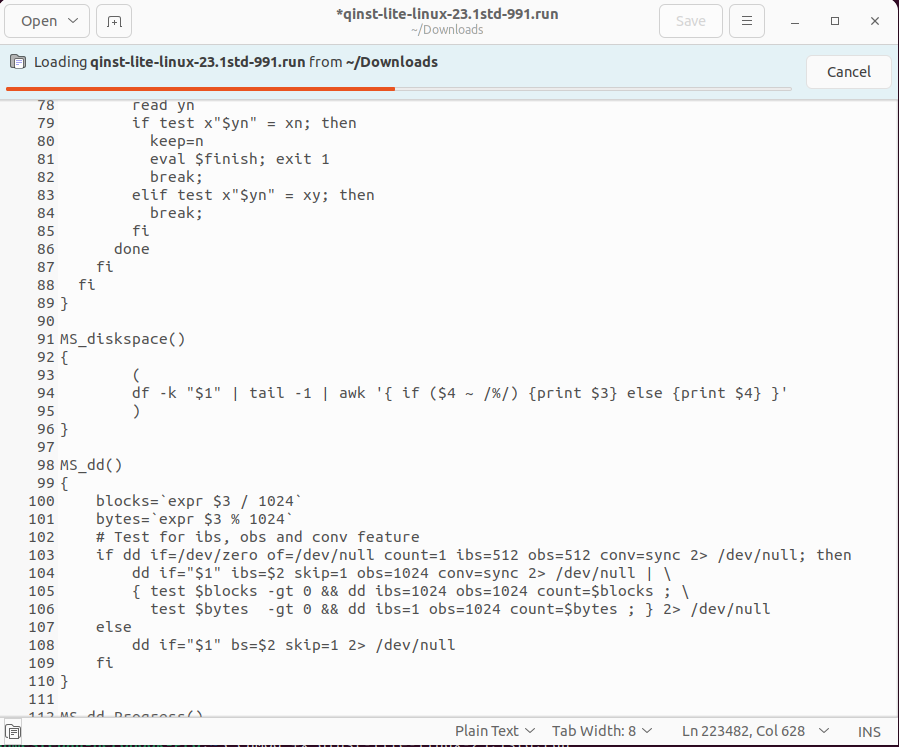 Open
*qinst-lite-linux-23.1std-991.run
~/Downloads
Save
Loading qinst-lite-linux-23.1std-991.run from ~/Downloads
Cancel
78 read yn
79 if test x"$yn" = xn; then
80 keep=n
81 eval $finish; exit 1
82 break;
83 elif test x"$yn" = xy; then
84 break;
85 fi
86 done
87 fi
88 fi
89 }
90
91 MS_diskspace()
92 {
93 (
94 df -k "$1" | tail -1 | awk '{ if ($4 ~ /%/) {print $3} else {print $4} }'
95 )
96 }
97
98 MS_dd()
99 {
100 blocks=`expr $3 / 1024`
101 bytes=`expr $3 % 1024`
102 # Test for ibs, obs and conv feature
103 if dd if=/dev/zero of=/dev/null count=1 ibs=512 obs=512 conv=sync 2> /dev/null; then
104 dd if="$1" ibs=$2 skip=1 obs=1024 conv=sync 2> /dev/null | \
105 { test $blocks -gt 0 && dd ibs=1024 obs=1024 count=$blocks ; \
106 test $bytes  -gt 0 && dd ibs=1 obs=1024 count=$bytes ; } 2> /dev/null
107 else
108 dd if="$1" bs=$2 skip=1 2> /dev/null
109 fi
110 }
111
112 MS_dd_Progress()
Plain Text Tab Width: 8 Ln 223482, Col 628 INS